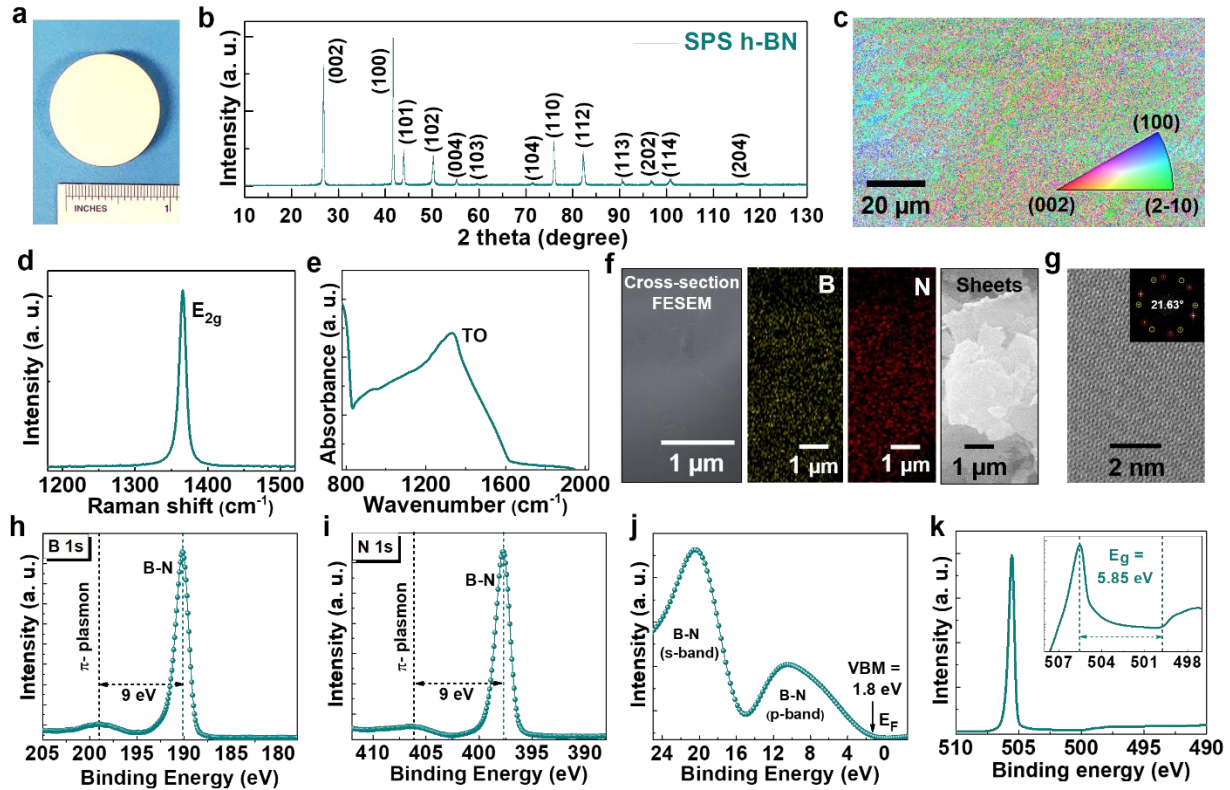 a
INCHES 1
b
Intensity (a. u.)
SPS h-BN
(002)
(100)
(101)
(102)
(004)
(103)
(104)
(110)
(112)
(113)
(202)
(114)
(204)
10 20 30 40 50 60 70 80 90 100 110 120 130
2 theta (degree)
c
20 µm
(100)
(002)
(2-10)
d
Intensity (a. u.)
E2g
1200 1300 1400 1500
Raman shift (cm-1)
e
Absorbance (a. u.)
TO
800 1200 1600 2000
Wavenumber (cm-1)
f
Cross-section
FESEM
1 µm
B
1 µm
N
1 µm
Sheets
1 µm
g
21.63°
2 nm
h
Intensity (a. u.)
B 1s
π- plasmon
B-N
9 eV
205 200 195 190 185 180
Binding Energy (eV)
i
Intensity (a. u.)
N 1s
π- plasmon
B-N
9 eV
410 405 400 395 390
Binding Energy (eV)
j
Intensity (a. u.)
B-N
(s-band)
B-N
(p-band)
VBM =
1.8 eV
EF
24 20 16 12 8 4 0
Binding Energy (eV)
k
Intensity (a. u.)
Eg =
5.85 eV
507 504 501 498
510 505 500 495 490
Binding energy (eV)